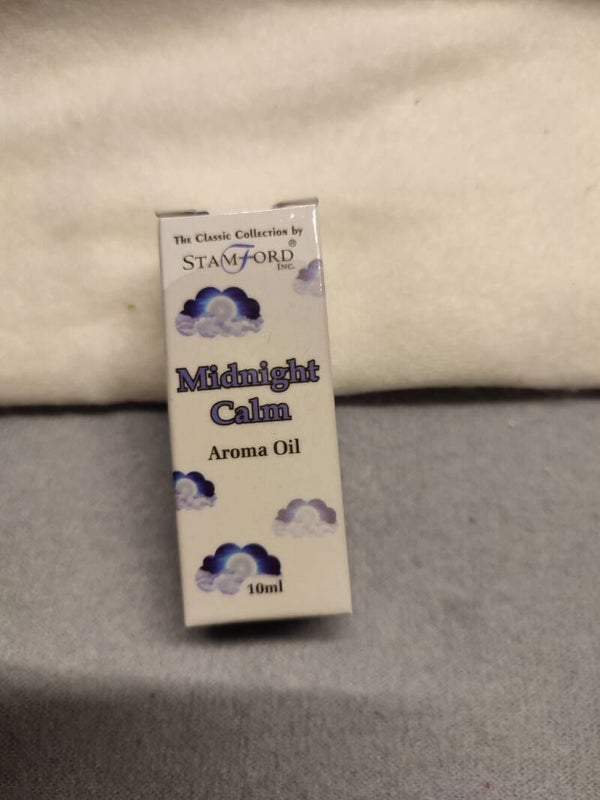 The Classic Collection by
STAMFORD®
INC.
Midnight
Calm
Aroma Oil
10ml